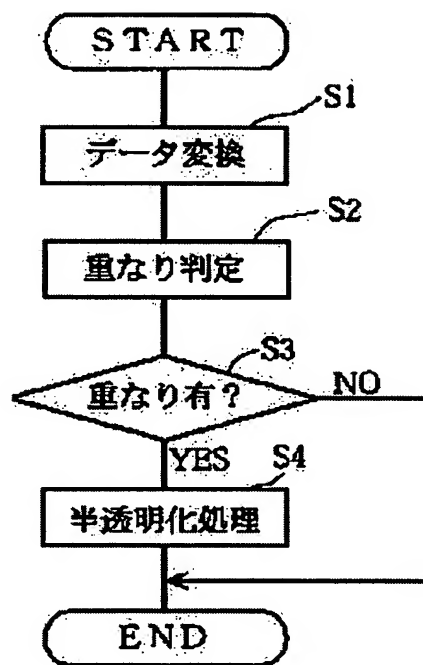 START
S1
データ変換
S2
重なり判定
S3
重なり有？
NO
YES
S4
半透明化処理
END